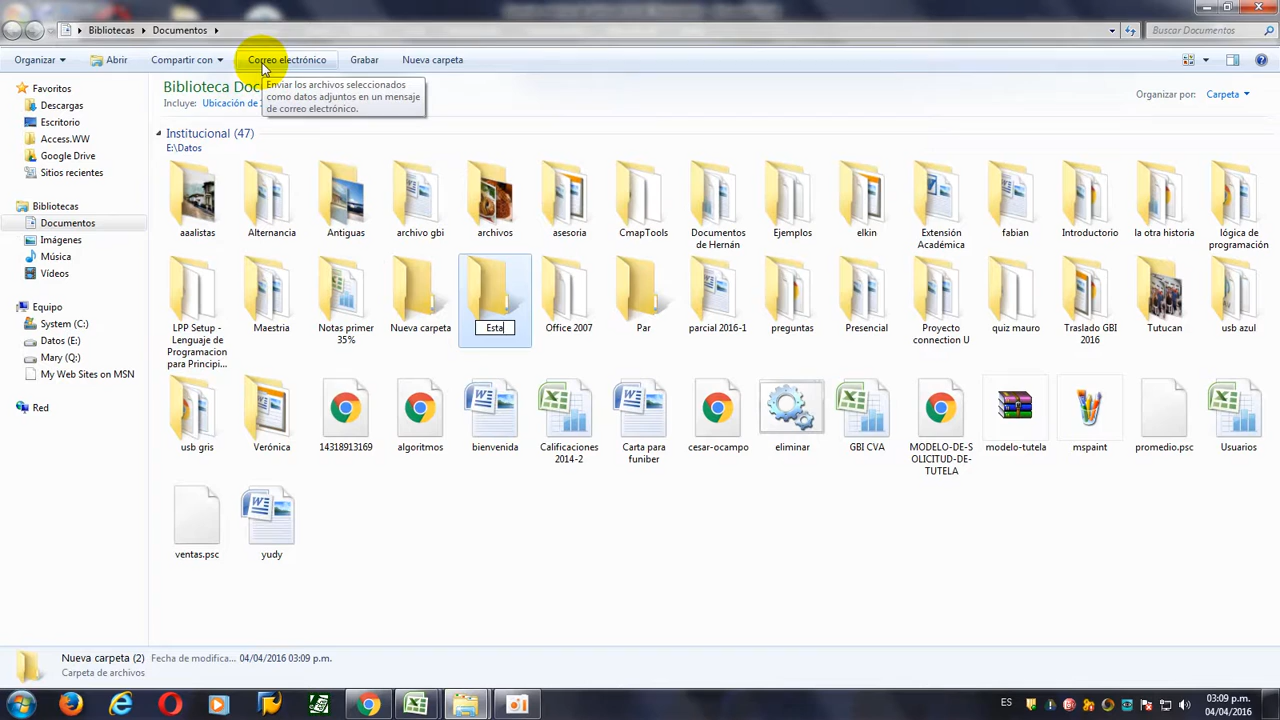 Bibliotecas Documentos
Buscar Documentos
Organizar Abrir Compartir con Correo electrónico Grabar Nueva carpeta
Enviar los archivos seleccionados
como datos adjuntos en un mensaje
de correo electrónico.
Biblioteca Doc
Incluye: Ubicación de
Organizar por: Carpeta
Favoritos
Descargas
Escritorio
Access.WW
Google Drive
Sitios recientes
Bibliotecas
Documentos
Imágenes
Música
Vídeos
Equipo
System (C:)
Datos (E:)
Mary (Q:)
My Web Sites on MSN
Red
Institucional (47)
E:\Datos
aaalistas
Alternancia
Antiguas
archivo gbi
archivos
asesoria
CmapTools
Documentos
de Hernán
Ejemplos
elkin
Extensión
Académica
fabian
Introductorio
la otra historia
lógica de
programación
LPP Setup -
Lenguaje de
Programacion
para Principi...
Maestria
Notas primer
35%
Nueva carpeta
Esta
Office 2007
Par
parcial 2016-1
preguntas
Presencial
Proyecto
connection U
quiz mauro
Traslado GBI
2016
Tutucan
usb azul
usb gris
Verónica
14318913169
algoritmos
bienvenida
Calificaciones
2014-2
Carta para
funiber
cesar-ocampo
eliminar
GBI CVA
MODELO-DE-S
OLICITUD-DE-
TUTELA
modelo-tutela
mspaint
promedio.psc
Usuarios
ventas.psc
yudy
Nueva carpeta (2) Fecha de modifica... 04/04/2016 03:09 p.m.
Carpeta de archivos
ES
03:09 p.m.
04/04/2016